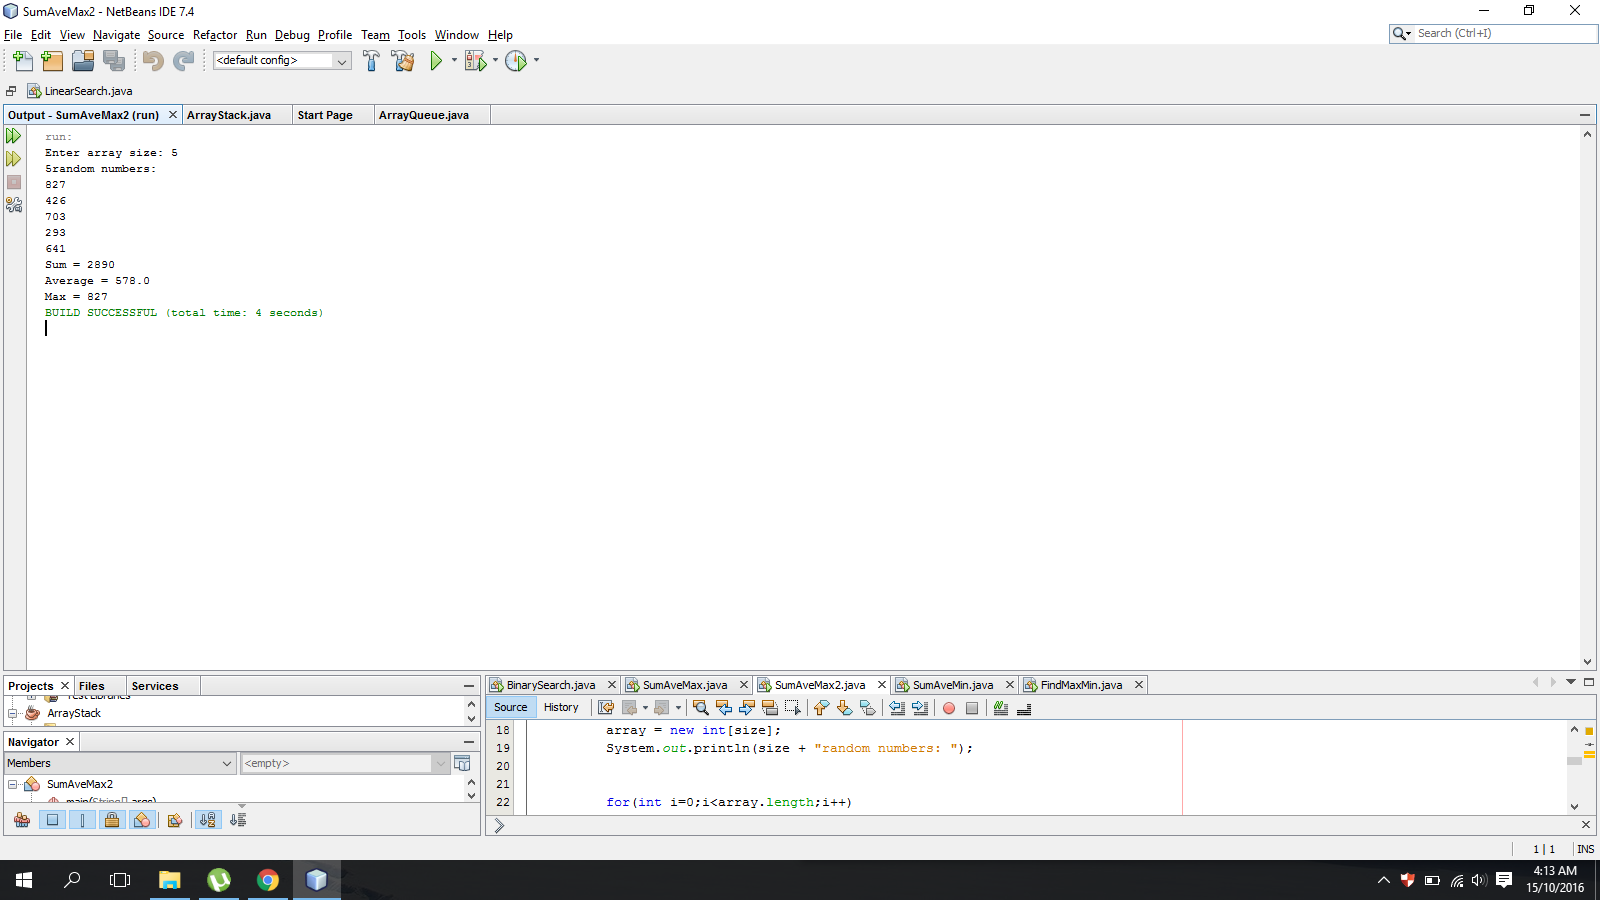 SumAveMax2 - NetBeans IDE 7.4
File Edit View Navigate Source Refactor Run Debug Profile Team Tools Window Help
Search (Ctrl+I)
<default config>
LinearSearch.java
Output - SumAveMax2 (run) ArrayStack.java Start Page ArrayQueue.java
run:
Enter array size: 5
5random numbers:
827
426
703
293
641
Sum = 2890
Average = 578.0
Max = 827
BUILD SUCCESSFUL (total time: 4 seconds)
Projects Files Services
Test Libraries
ArrayStack
Navigator
Members <empty>
SumAveMax2
main(String[] args)
BinarySearch.java SumAveMax.java SumAveMax2.java SumAveMin.java FindMaxMin.java
Source History
18 array = new int[size];
19 System.out.println(size + "random numbers: ");
20
21
22 for(int i=0;i<array.length;i++)
1 | 1 INS
4:13 AM
15/10/2016